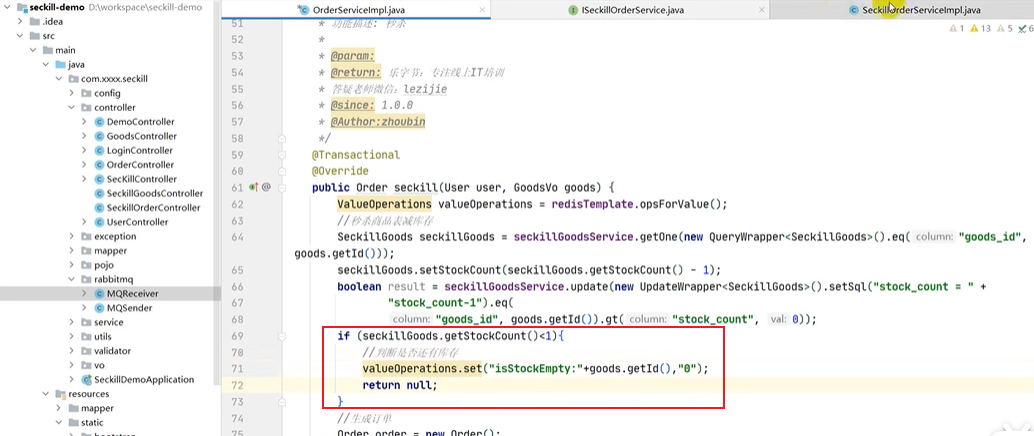 seckill-demo D:\workspace\seckill-demo
.idea
src
main
java
com.xxxx.seckill
config
controller
DemoController
GoodsController
LoginController
OrderController
SecKillController
SeckillGoodsController
SeckillOrderController
UserController
exception
mapper
pojo
rabbitmq
MQReceiver
MQSender
service
utils
validator
vo
SeckillDemoApplication
resources
mapper
static
OrderServiceImpl.java
ISeckillOrderService.java
SeckillOrderServiceImpl.java
1 13 5 6
51 * 功能描述: 秒杀
52 *
53 * @param:
54 * @return: 乐字节: 专注线上IT培训
55 * 答疑老师微信: lezijie
56 * @since: 1.0.0
57 * @Author:zhoubin
58 */
59 @Transactional
60 @Override
61 public Order seckill(User user, GoodsVo goods) {
62 ValueOperations valueOperations = redisTemplate.opsForValue();
63 //秒杀商品表减库存
64 SeckillGoods seckillGoods = seckillGoodsService.getOne(new QueryWrapper<SeckillGoods>().eq( column: "goods_id",
goods.getId()));
65 seckillGoods.setStockCount(seckillGoods.getStockCount() - 1);
66 boolean result = seckillGoodsService.update(new UpdateWrapper<SeckillGoods>().setSql("stock_count = " +
67 "stock_count-1").eq(
68 column: "goods_id", goods.getId()).gt( column: "stock_count", val: 0));
69 if (seckillGoods.getStockCount()<1){
70 //判断是否还有库存
71 valueOperations.set("isStockEmpty:"+goods.getId(),"0");
72 return null;
73 }
74 //生成订单
75 Order order = new Order();